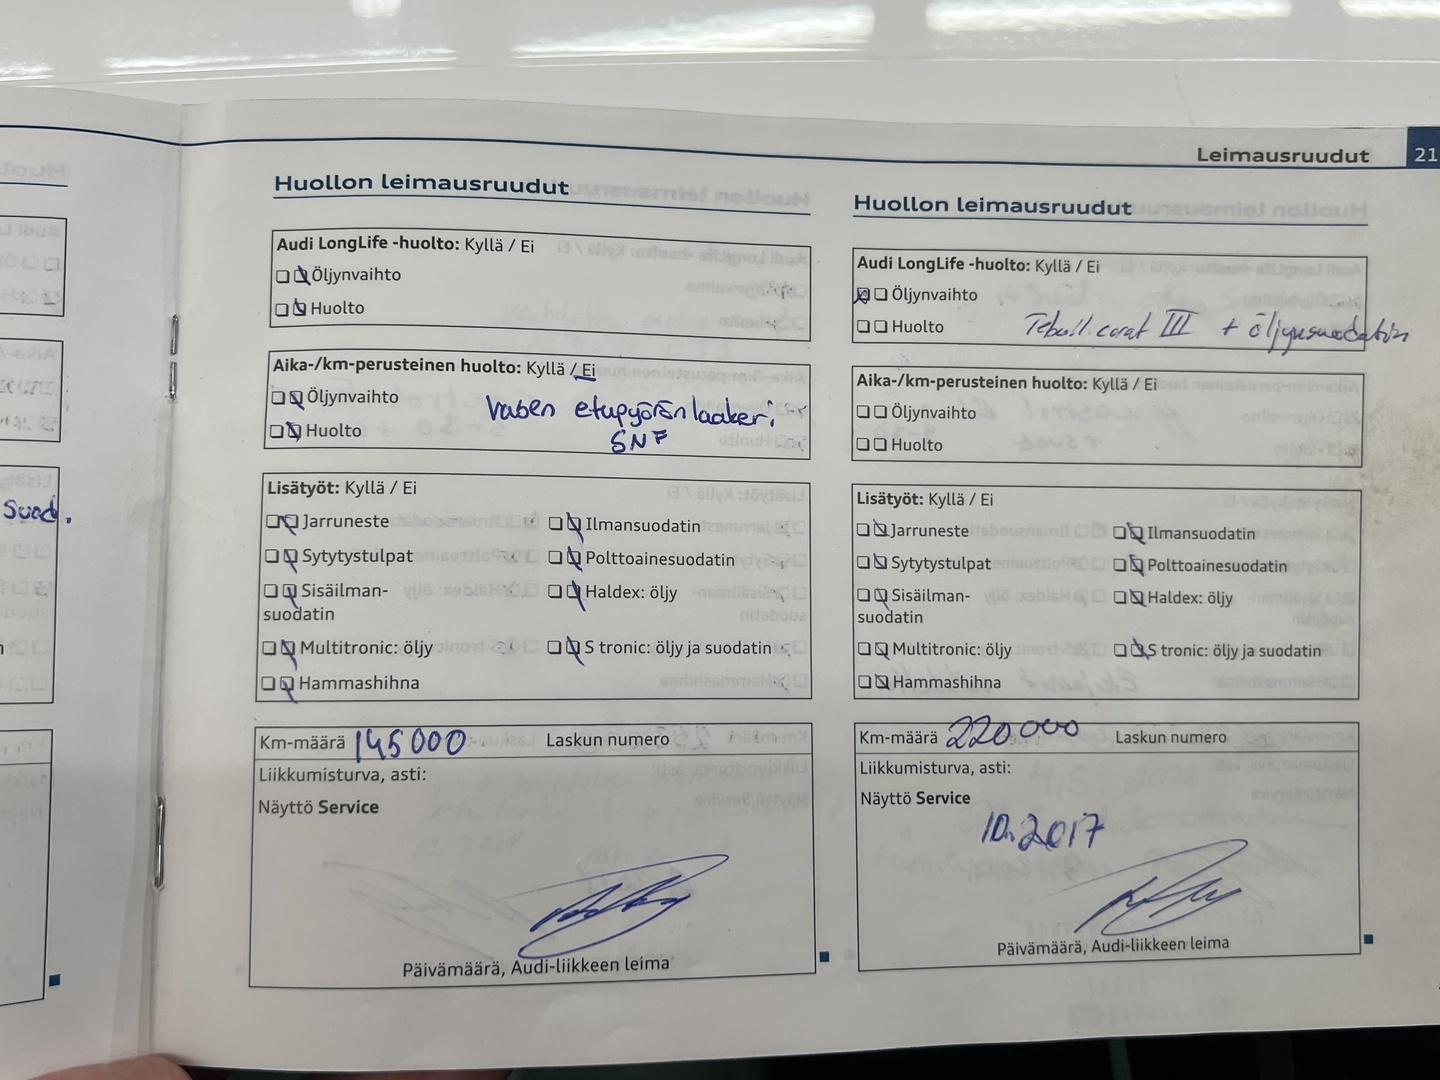 Leimausruudut 21
Huollon leimausruudut
Audi LongLife -huolto: Kyllä / Ei
Öljynvaihto
Huolto
Aika-/km-perusteinen huolto: Kyllä / Ei
Öljynvaihto
Huolto
Vasen etupyörän laakeri
SNF
Lisätyöt: Kyllä / Ei
Jarruneste
Ilmansuodatin
Sytytystulpat
Polttoainesuodatin
Sisäilman-
suodatin
Haldex: öljy
Multitronic: öljy
S tronic: öljy ja suodatin
Hammashihna
Km-määrä 145000 Laskun numero
Liikkumisturva, asti:
Näyttö Service
Päivämäärä, Audi-liikkeen leima
Huollon leimausruudut
Audi LongLife -huolto: Kyllä / Ei
Öljynvaihto
Huolto
III + öljynsuodatin
Aika-/km-perusteinen huolto: Kyllä / Ei
Öljynvaihto
Huolto
Lisätyöt: Kyllä / Ei
Jarruneste
Ilmansuodatin
Sytytystulpat
Polttoainesuodatin
Sisäilman-
suodatin
Haldex: öljy
Multitronic: öljy
S tronic: öljy ja suodatin
Hammashihna
Km-määrä 220000 Laskun numero
Liikkumisturva, asti:
Näyttö Service
10.2017
Päivämäärä, Audi-liikkeen leima
Suod.